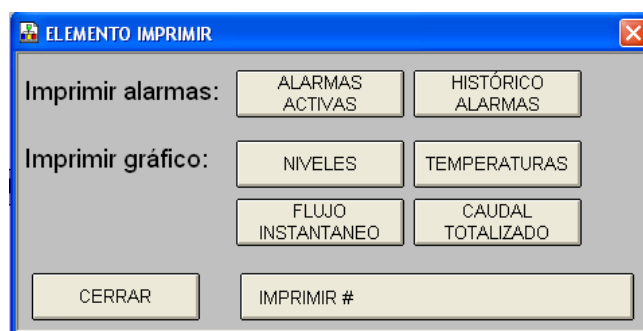 ELEMENTO IMPRIMIR
Imprimir alarmas:
ALARMAS
ACTIVAS
HISTÓRICO
ALARMAS
Imprimir gráfico:
NIVELES
TEMPERATURAS
FLUJO
INSTANTANEO
CAUDAL
TOTALIZADO
CERRAR
IMPRIMIR #